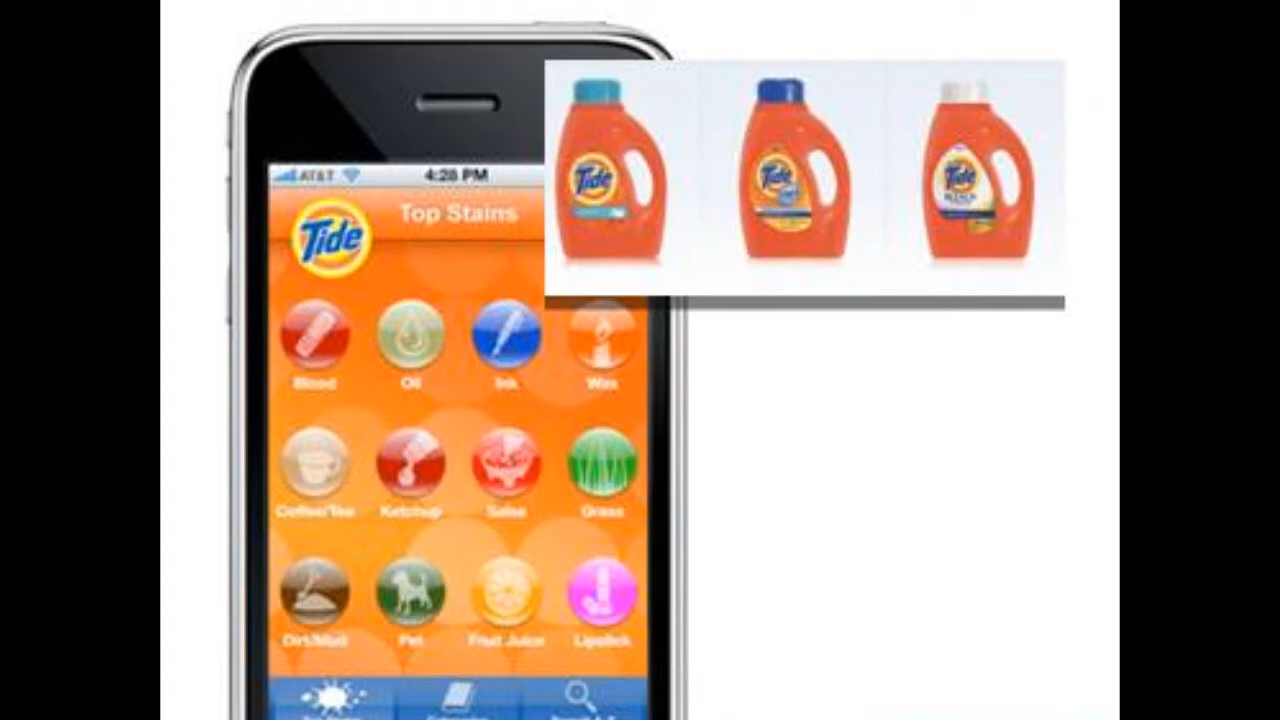 AT&T 4:28 PM
Tide
Top Stains
Tide
Tide
Tide
Blood
Oil
Ink
Wax
Coffee/Tea
Ketchup
Salsa
Grass
Dirt/Mud
Pet
Fruit Juice
Lipstick